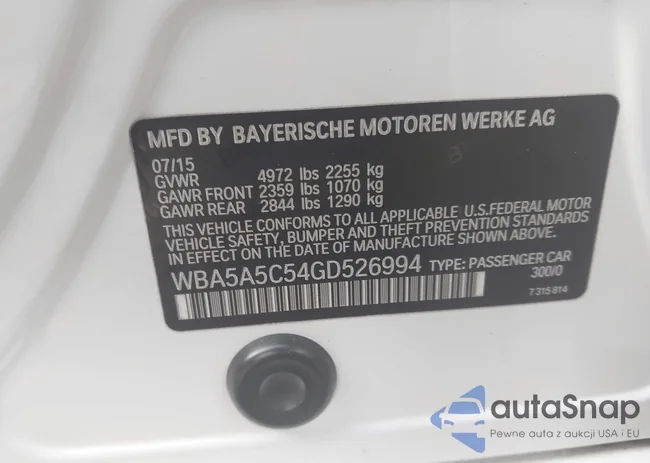 MFD BY BAYERISCHE MOTOREN WERKE AG
07/15
GVWR 4972 lbs 2255 kg
GAWR FRONT 2359 lbs 1070 kg
GAWR REAR 2844 lbs 1290 kg
THIS VEHICLE CONFORMS TO ALL APPLICABLE U.S.FEDERAL MOTOR
VEHICLE SAFETY, BUMPER AND THEFT PREVENTION STANDARDS
IN EFFECT ON THE DATE OF MANUFACTURE SHOWN ABOVE.
WBA5A5C54GD526994 TYPE: PASSENGER CAR
300/0
7 315 814
autaSnap
Pewne auta z aukcji USA i EU